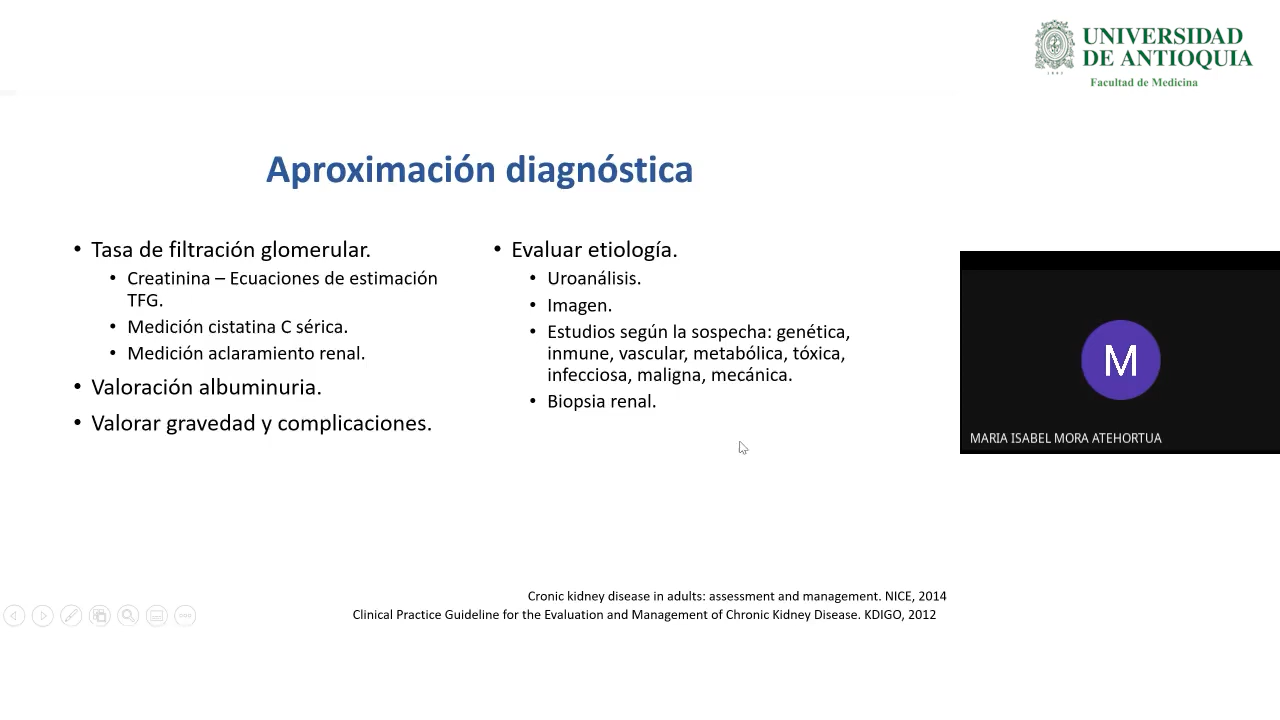 UNIVERSIDAD
DE ANTIOQUIA
1803
Facultad de Medicina
Aproximación diagnóstica
• Tasa de filtración glomerular.
• Creatinina – Ecuaciones de estimación
TFG.
• Medición cistatina C sérica.
• Medición aclaramiento renal.
• Valoración albuminuria.
• Valorar gravedad y complicaciones.
• Evaluar etiología.
• Uroanálisis.
• Imagen.
• Estudios según la sospecha: genética,
inmune, vascular, metabólica, tóxica,
infecciosa, maligna, mecánica.
• Biopsia renal.
M
MARIA ISABEL MORA ATEHORTUA
Cronic kidney disease in adults: assessment and management. NICE, 2014
Clinical Practice Guideline for the Evaluation and Management of Chronic Kidney Disease. KDIGO, 2012